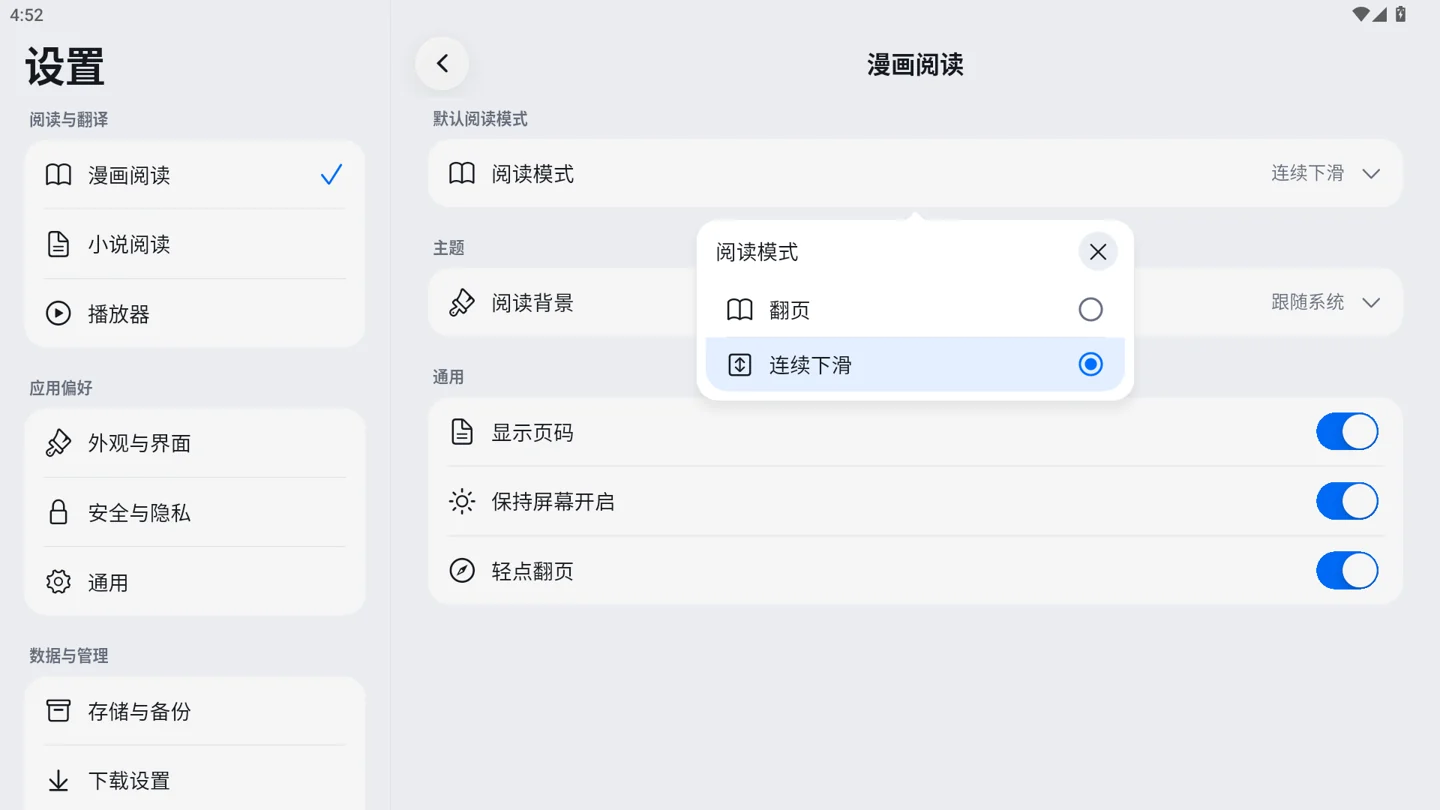 4:52
设置
阅读与翻译
漫画阅读
小说阅读
播放器
应用偏好
外观与界面
安全与隐私
通用
数据与管理
存储与备份
下载设置
漫画阅读
默认阅读模式
阅读模式
连续下滑
主题
阅读背景
跟随系统
阅读模式
翻页
连续下滑
通用
显示页码
保持屏幕开启
轻点翻页